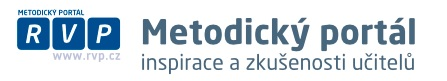 METODICKÝ PORTÁL
RVP
www.rvp.cz
Metodický portál
inspirace a zkušenosti učitelů